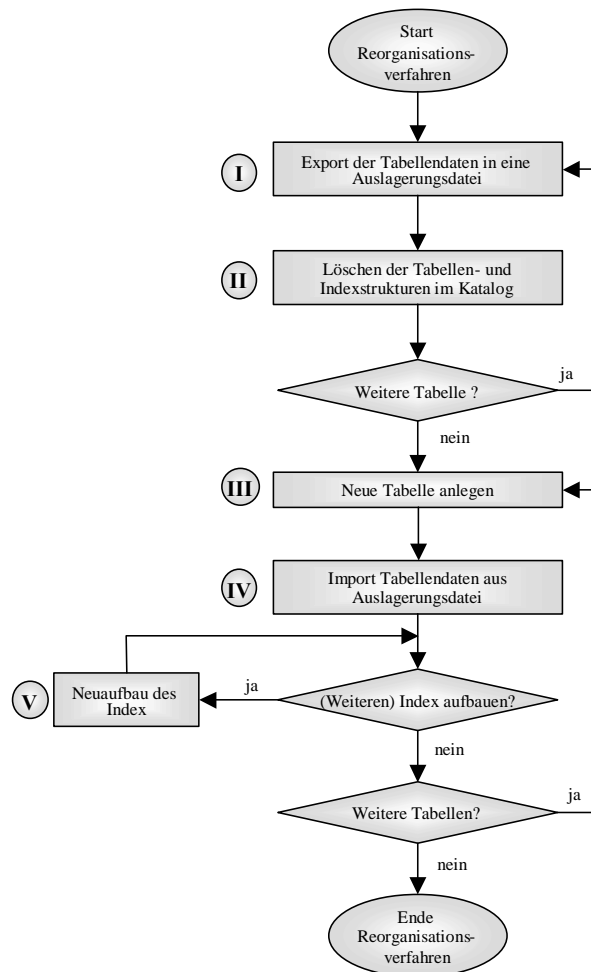 Start
Reorganisations-
verfahren
I
Export der Tabellendaten in eine
Auslagerungsdatei
II
Löschen der Tabellen- und
Indexstrukturen im Katalog
Weitere Tabelle ?
ja
nein
III
Neue Tabelle anlegen
IV
Import Tabellendaten aus
Auslagerungsdatei
V
Neuaufbau des
Index
ja
(Weiteren) Index aufbauen?
nein
Weitere Tabellen?
ja
nein
Ende
Reorganisations-
verfahren